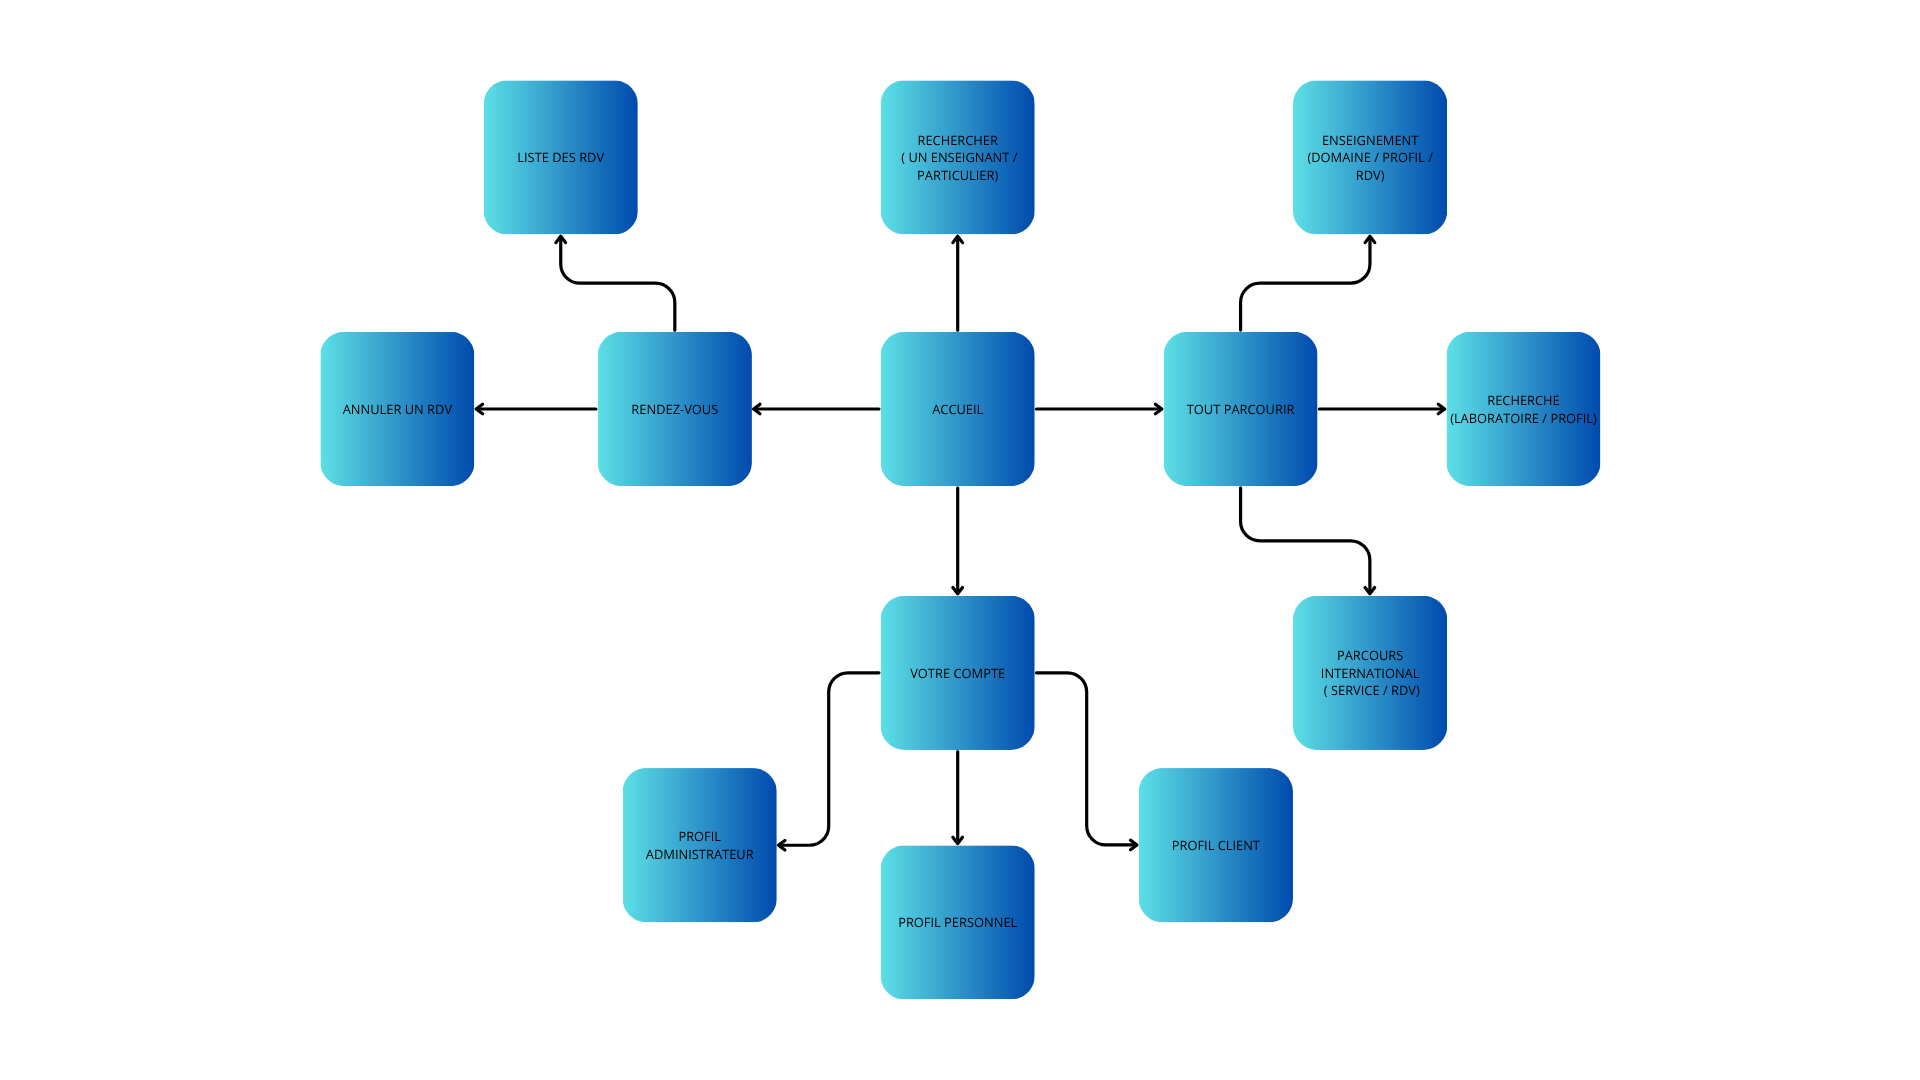 LISTE DES RDV
RECHERCHER
( UN ENSEIGNANT /
PARTICULIER)
ENSEIGNEMENT
(DOMAINE / PROFIL /
RDV)
ANNULER UN RDV
RENDEZ-VOUS
ACCUEIL
TOUT PARCOURIR
RECHERCHE
(LABORATOIRE / PROFIL)
VOTRE COMPTE
PARCOURS
INTERNATIONAL
( SERVICE / RDV)
PROFIL
ADMINISTRATEUR
PROFIL PERSONNEL
PROFIL CLIENT